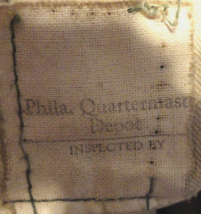 Phila. Quartermast
Depot
INSPECTED BY